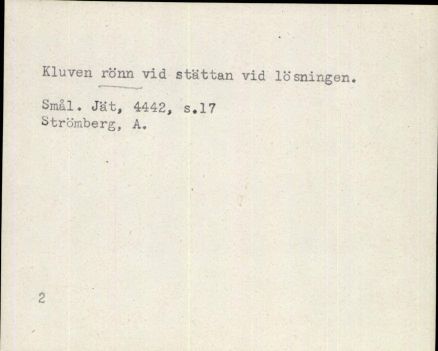 Kluven rönn vid stättan vid lösningen.
Smål. Jät, 4442, s.17
Strömberg, A.
2